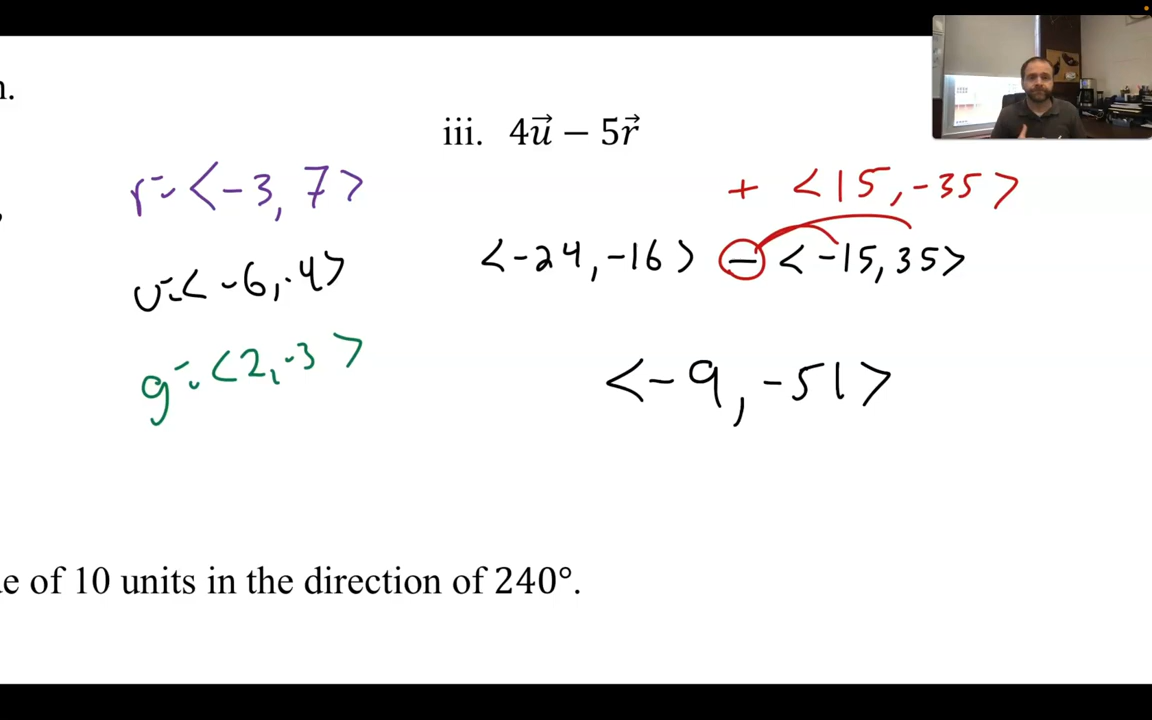 n.
iii. 4u⃗ − 5r⃗
r = <-3, 7>
+ <15, -35>
u = <-6, -4>
<-24, -16> - <-15, 35>
g = <2, -3>
<-9, -51>
e of 10 units in the direction of 240°.